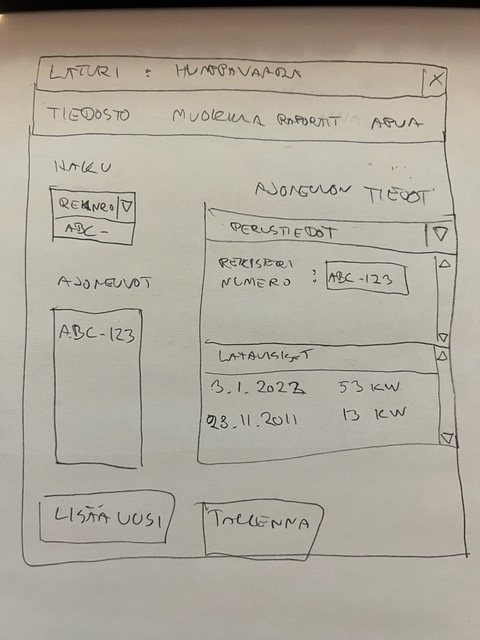 LATURI : HUMPAVAARA
TIEDOSTO MUOKKAA RAPORTIT APUA
HAKU
REKNRO
ABC-
AJONEUVOT
ABC-123
AJONEUVON TIEDOT
PERUSTIEDOT
REKISTERI
NUMERO : ABC-123
LATAUKSET
3.1.2022 53 KW
23.11.2011 13 KW
LISÄÄ UUSI
TALLENNA